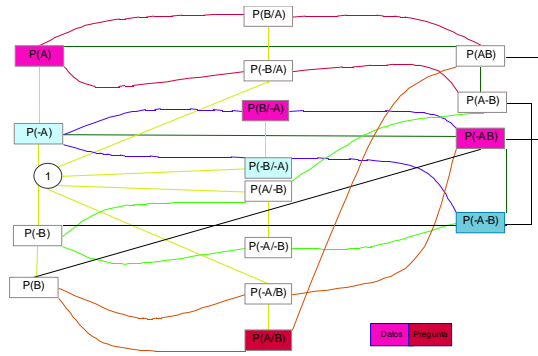 P(B/A)
P(A)
P(AB)
P(-B/A)
P(A-B)
P(B/-A)
P(-A)
P(-AB)
P(-B/-A)
1
P(A/-B)
P(-A-B)
P(-B)
P(-A/-B)
P(B)
P(-A/B)
P(A/B)
Datos Pregunta